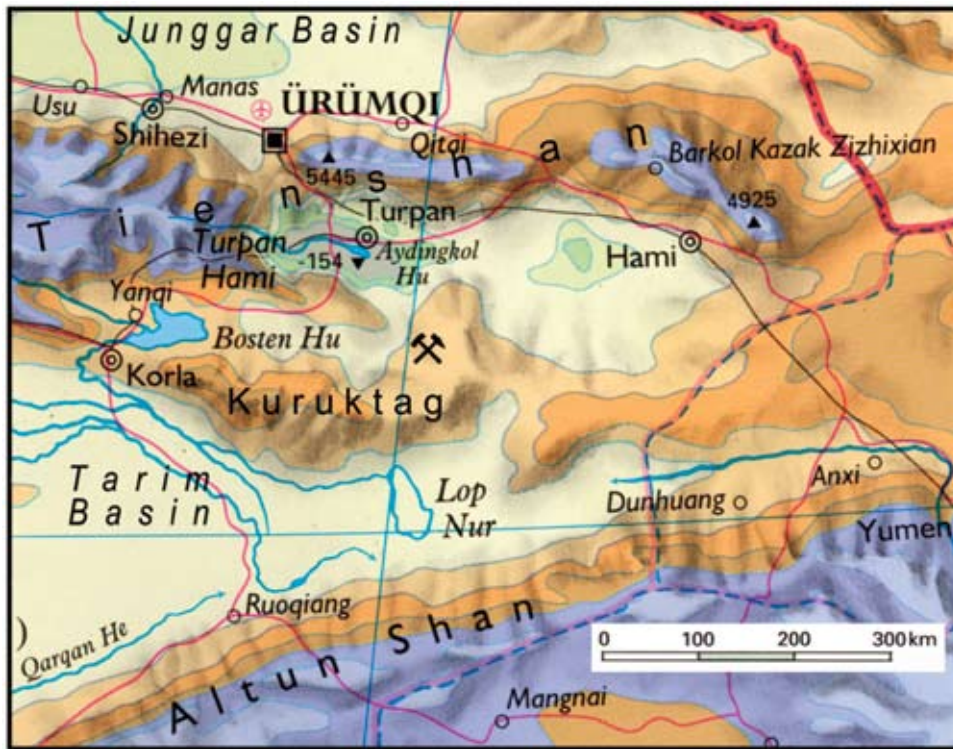 Junggar Basin
Usu
Manas
Shihezi
ÜRÜMQI
Qitai
Barkol Kazak Zizhixian
5445
4925
Tien shan
Turpan
Turpan
Hami
-154
Aydingkol
Hu
Hami
Yanqi
Bosten Hu
Korla
Kuruktag
Tarim
Basin
Lop
Nur
Dunhuang
Anxi
Yumen
Ruoqiang
)
Qarqan He
Altun Shan
0 100 200 300 km
Mangnai